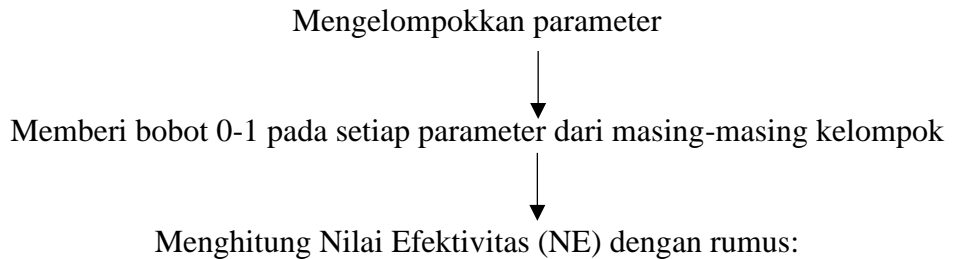 Mengelompokkan parameter
Memberi bobot 0-1 pada setiap parameter dari masing-masing kelompok
Menghitung Nilai Efektivitas (NE) dengan rumus: